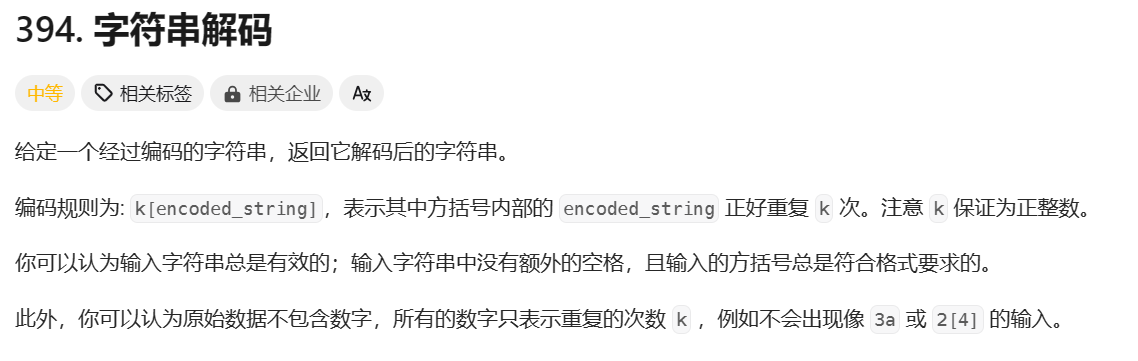 394. 字符串解码
中等 相关标签 相关企业 A文
给定一个经过编码的字符串，返回它解码后的字符串。
编码规则为: k[encoded_string]，表示其中方括号内部的 encoded_string 正好重复 k 次。注意 k 保证为正整数。
你可以认为输入字符串总是有效的；输入字符串中没有额外的空格，且输入的方括号总是符合格式要求的。
此外，你可以认为原始数据不包含数字，所有的数字只表示重复的次数 k ，例如不会出现像 3a 或 2[4] 的输入。